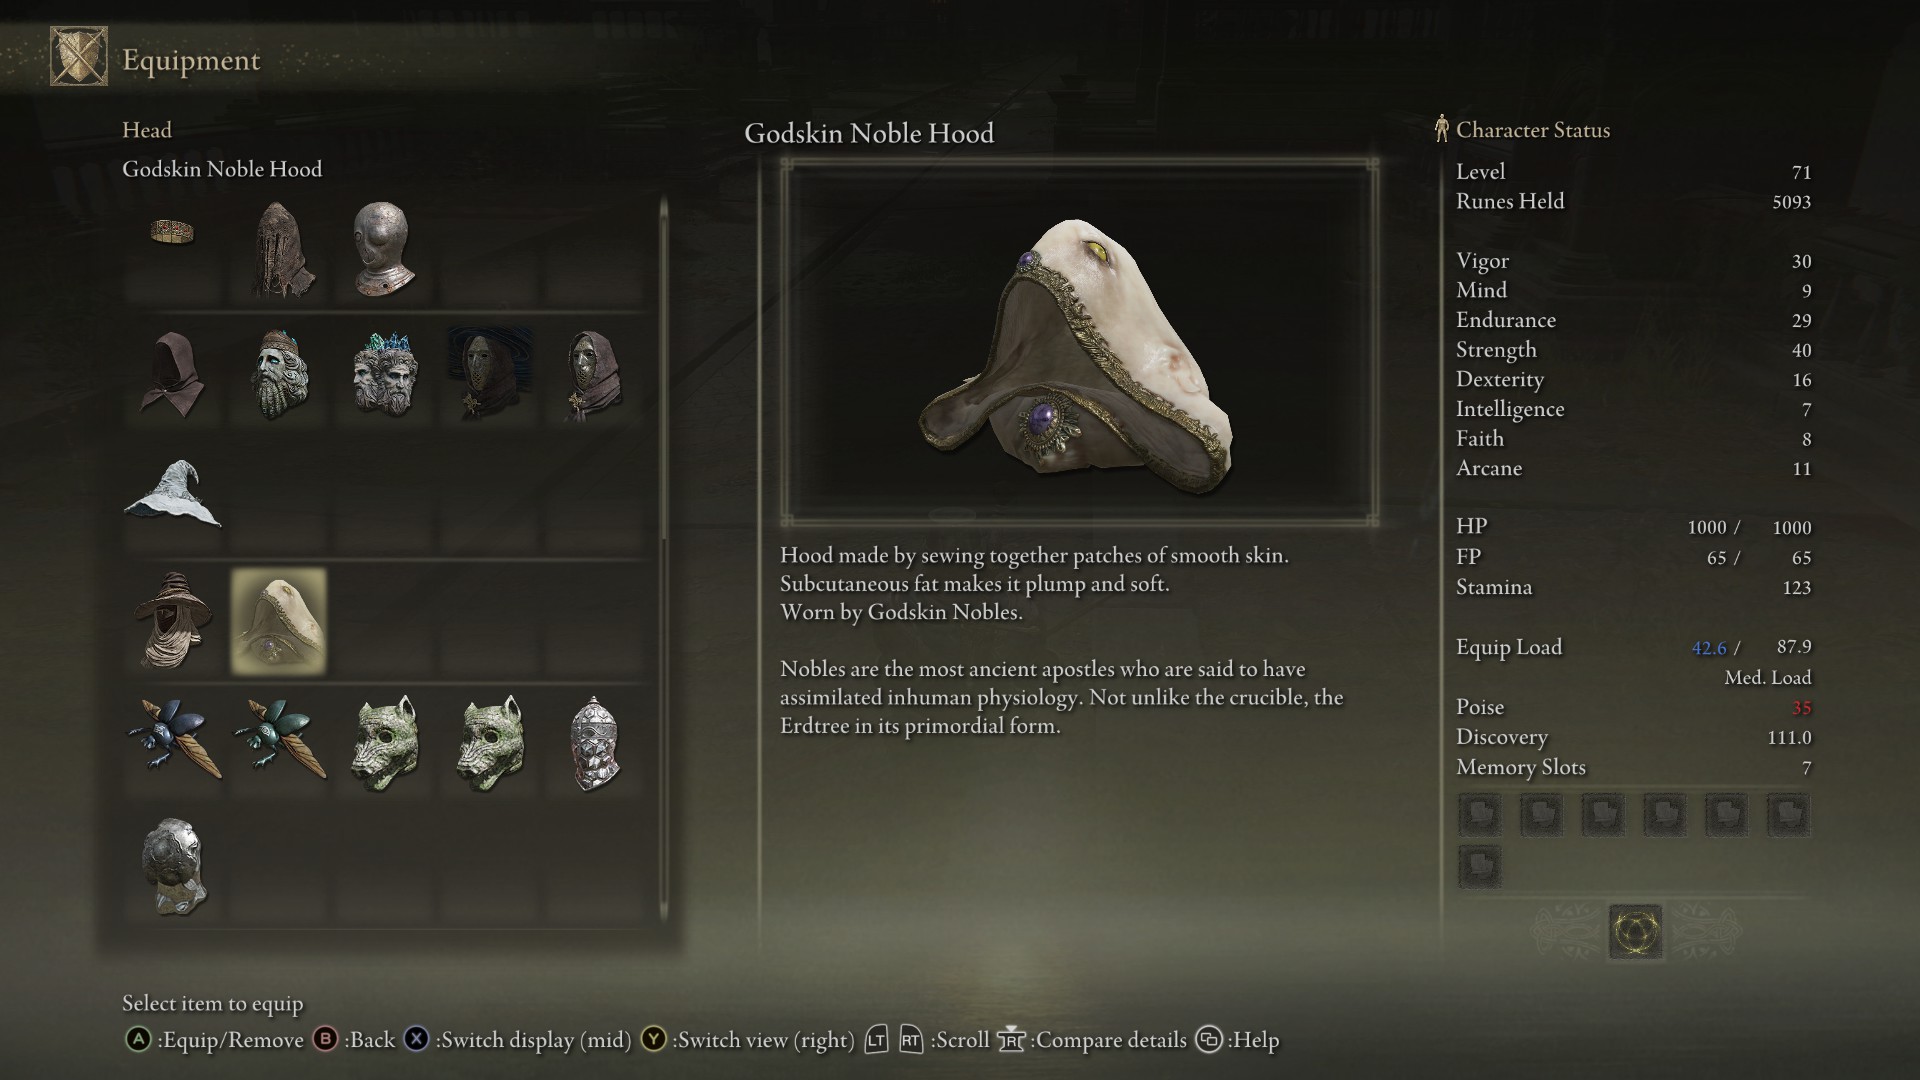 Equipment
Head
Godskin Noble Hood
Godskin Noble Hood
Hood made by sewing together patches of smooth skin.
Subcutaneous fat makes it plump and soft.
Worn by Godskin Nobles.
Nobles are the most ancient apostles who are said to have
assimilated inhuman physiology. Not unlike the crucible, the
Erdtree in its primordial form.
Character Status
Level 71
Runes Held 5093
Vigor 30
Mind 9
Endurance 29
Strength 40
Dexterity 16
Intelligence 7
Faith 8
Arcane 11
HP 1000 / 1000
FP 65 / 65
Stamina 123
Equip Load 42.6 / 87.9
Med. Load
Poise 35
Discovery 111.0
Memory Slots 7
Select item to equip
A :Equip/Remove B :Back X :Switch display (mid) Y :Switch view (right) LT RT :Scroll R :Compare details :Help